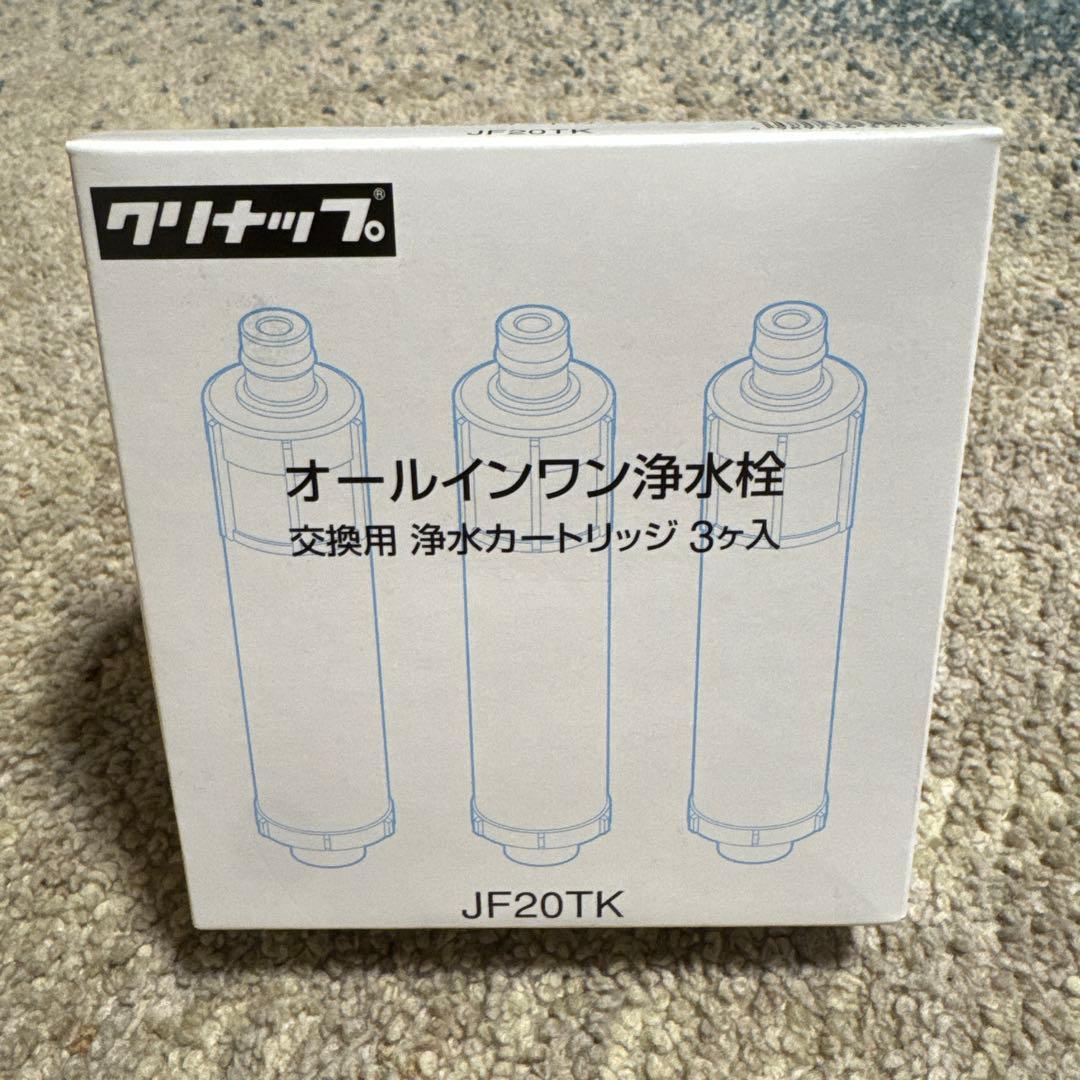 JF20TK
クリナップ®
オールインワン浄水栓
交換用 浄水カートリッジ 3ヶ入
JF20TK